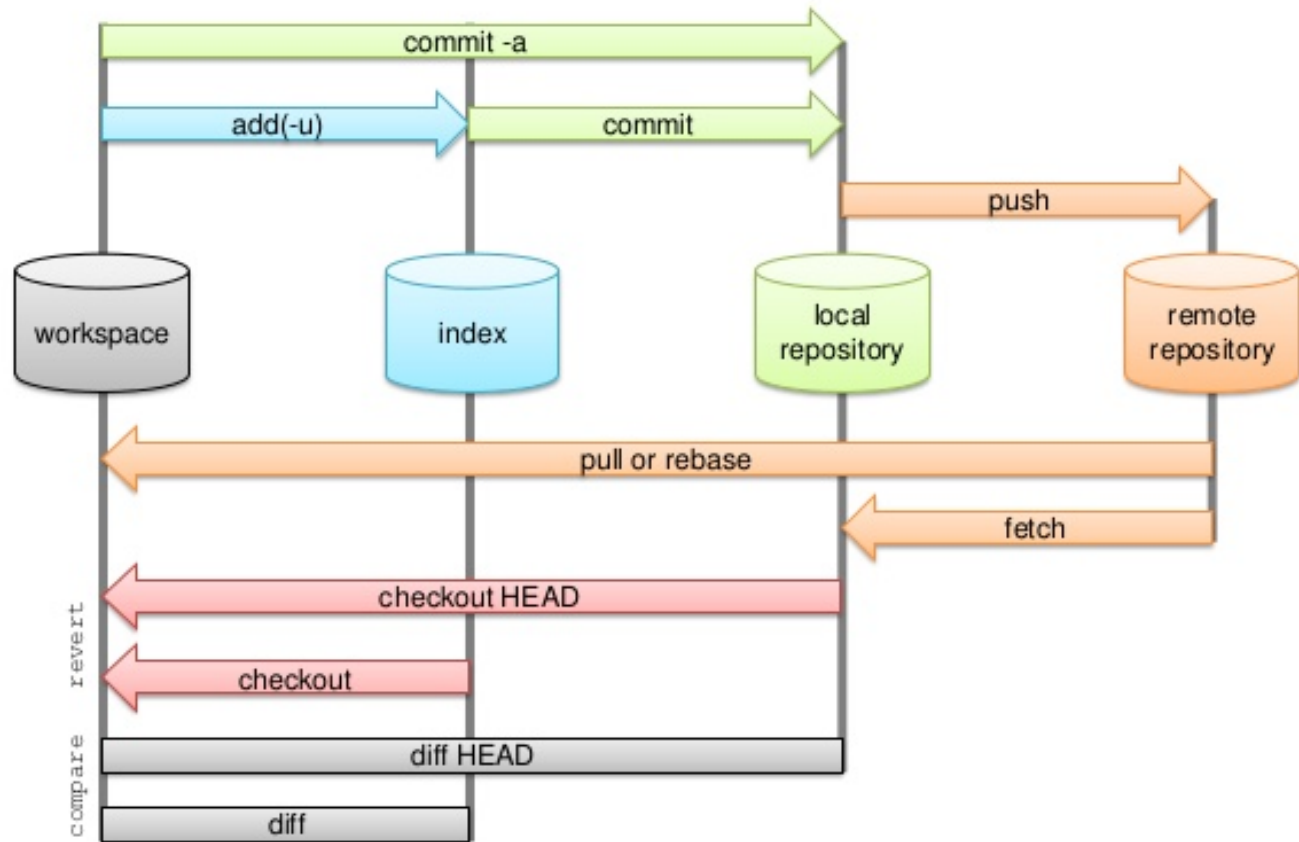 commit -a
add(-u)
commit
push
workspace
index
local
repository
remote
repository
pull or rebase
fetch
revert
checkout HEAD
checkout
compare
diff HEAD
diff